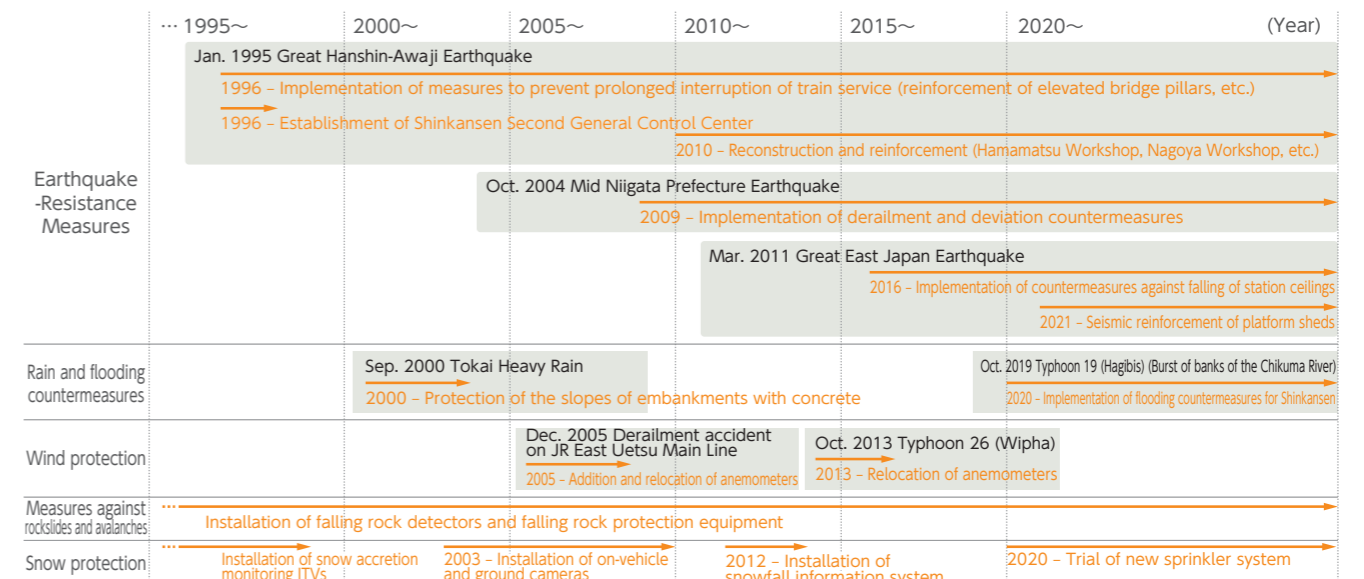 … 1995～ 2000～ 2005～ 2010～ 2015～ 2020～ (Year)
Earthquake
-Resistance
Measures
Jan. 1995 Great Hanshin-Awaji Earthquake
1996 – Implementation of measures to prevent prolonged interruption of train service (reinforcement of elevated bridge pillars, etc.)
1996 – Establishment of Shinkansen Second General Control Center
2010 – Reconstruction and reinforcement (Hamamatsu Workshop, Nagoya Workshop, etc.)
Oct. 2004 Mid Niigata Prefecture Earthquake
2009 – Implementation of derailment and deviation countermeasures
Mar. 2011 Great East Japan Earthquake
2016 – Implementation of countermeasures against falling of station ceilings
2021 – Seismic reinforcement of platform sheds
Rain and flooding
countermeasures
Sep. 2000 Tokai Heavy Rain
2000 – Protection of the slopes of embankments with concrete
Oct. 2019 Typhoon 19 (Hagibis) (Burst of banks of the Chikuma River)
2020 – Implementation of flooding countermeasures for Shinkansen
Wind protection
Dec. 2005 Derailment accident
on JR East Uetsu Main Line
2005 – Addition and relocation of anemometers
Oct. 2013 Typhoon 26 (Wipha)
2013 – Relocation of anemometers
Measures against
rockslides and avalanches
Installation of falling rock detectors and falling rock protection equipment
Snow protection
Installation of snow accretion
monitoring ITVs
2003 – Installation of on-vehicle
and ground cameras
2012 – Installation of
snowfall information system
2020 – Trial of new sprinkler system